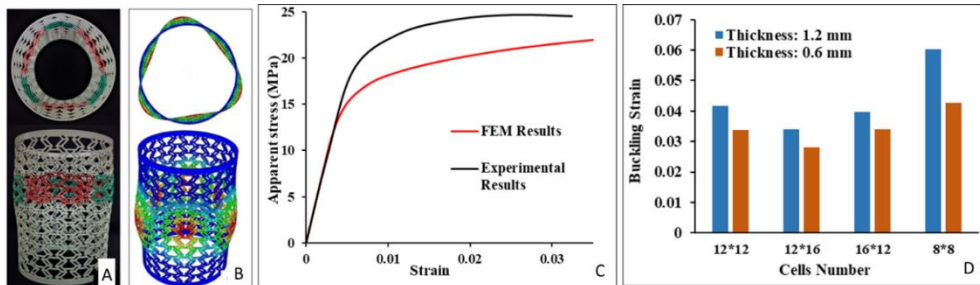 A
B
Apparent stress (MPa)
25
20
15
10
5
0
0
0.01
0.02
0.03
Strain
FEM Results
Experimental
Results
C
Buckling Strain
0.07
0.06
0.05
0.04
0.03
0.02
0.01
0
Thickness: 1.2 mm
Thickness: 0.6 mm
12*12
12*16
16*12
8*8
Cells Number
D